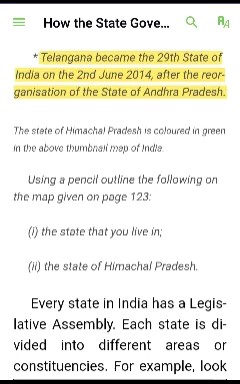 How the State Gove...
* Telangana became the 29th State of
India on the 2nd June 2014, after the reor-
ganisation of the State of Andhra Pradesh.
The state of Himachal Pradesh is coloured in green
in the above thumbnail map of India.
Using a pencil outline the following on
the map given on page 123:
(i) the state that you live in;
(ii) the state of Himachal Pradesh.
Every state in India has a Legis-
lative Assembly. Each state is di-
vided into different areas or
constituencies. For example, look